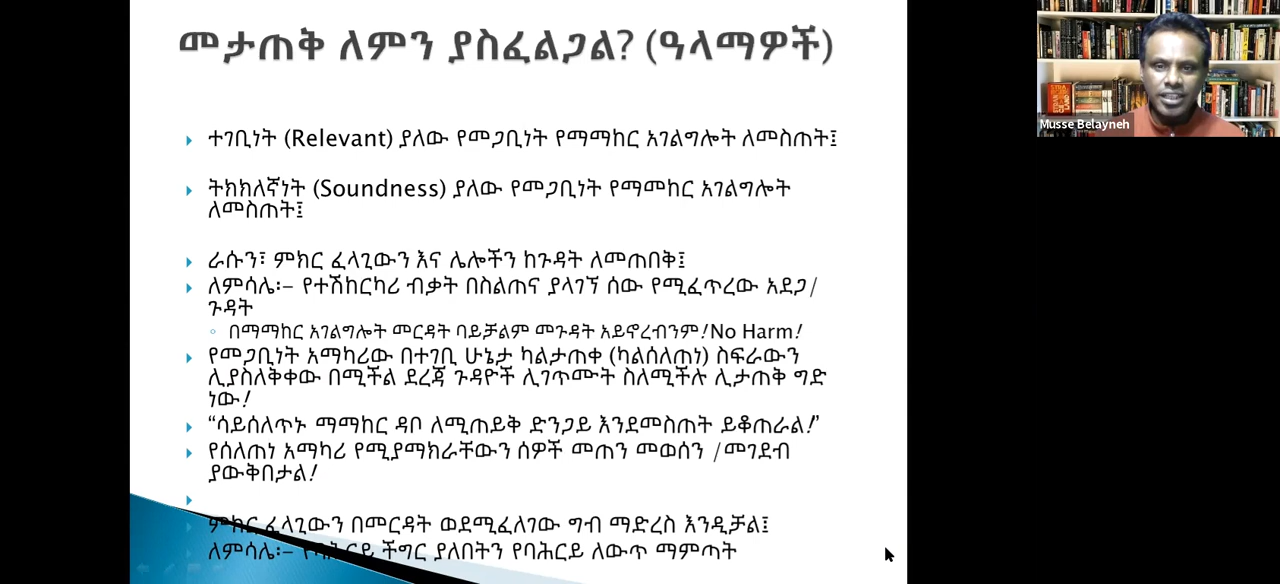 መታጠቅ ለምን ያስፈልጋል? (ዓላማዎች)
ተገቢነት (Relevant) ያለው የመጋቢነት የማማከር አገልግሎት ለመስጠት፤
ትክክለኛነት (Soundness) ያለው የመጋቢነት የማመከር አገልግሎት
ለመስጠት፤
ራሱን፣ ምክር ፈላጊውን እና ሌሎችን ከጉዳት ለመጠበቅ፤
ለምሳሌ፡– የተሽከርካሪ ብቃት በስልጠና ያላገኘ ሰው የሚፈጥረው አደጋ/
ጉዳት
በማማከር አገልግሎት መርዳት ባይቻልም መጉዳት አይኖረብንም!No Harm!
የመጋቢነት አማካሪው በተገቢ ሁኔታ ካልታጠቀ (ካልሰለጠነ) ስፍራውን
ሊያስለቅቀው በሚችል ደረጃ ጉዳዮች ሊገጥሙት ስለሚችሉ ሊታጠቅ ግድ
ነው!
“ሳይሰለጥኑ ማማከር ዳቦ ለሚጠይቅ ድንጋይ እንደመስጠት ይቆጠራል!”
የሰለጠነ አማካሪ የሚያማክራቸውን ሰዎች መጠን መወሰን /መገደብ
ያውቅበታል!
ምክር ፈላጊውን በመርዳት ወደሚፈለገው ግብ ማድረስ እንዲቻል፤
ለምሳሌ፡– የባሕርይ ችግር ያለበትን የባሕርይ ለውጥ ማምጣት
Musse Belayneh